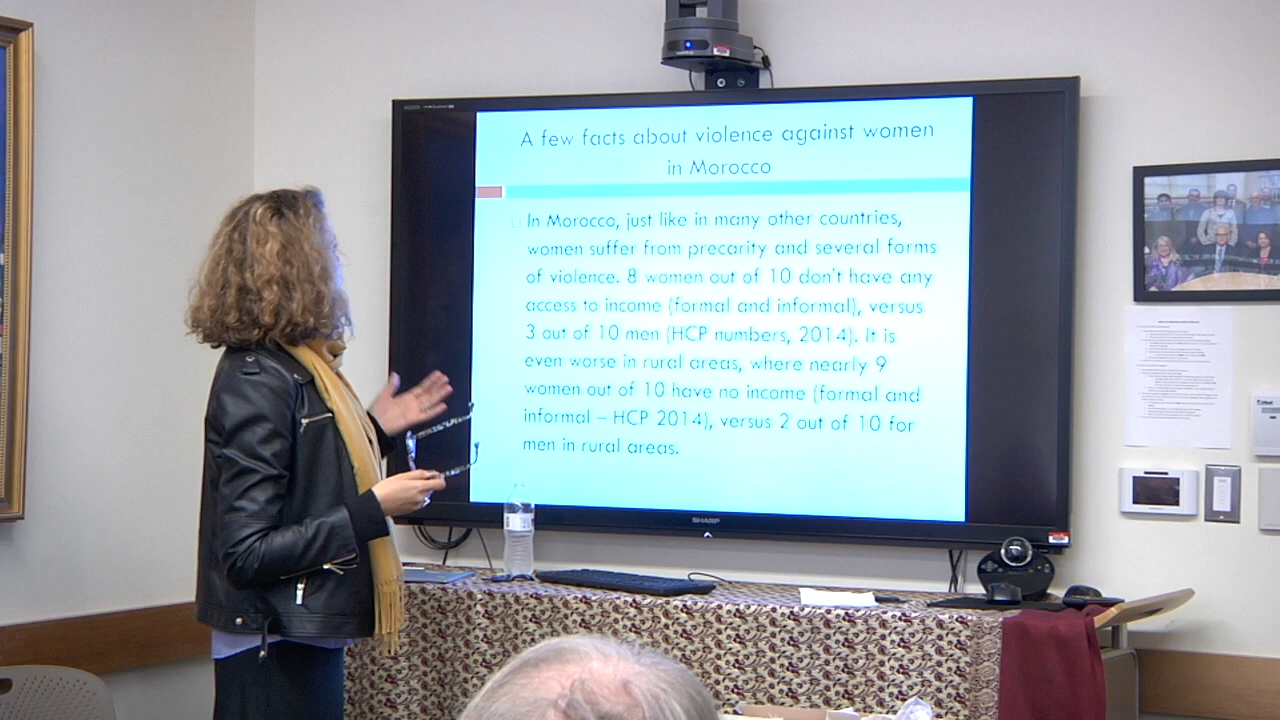 A few facts about violence against women
in Morocco
In Morocco, just like in many other countries,
women suffer from precarity and several forms
of violence. 8 women out of 10 don't have any
access to income (formal and informal), versus
3 out of 10 men (HCP numbers, 2014). It is
even worse in rural areas where nearly
women out of 10 have no income (formal and
informal – HCP 2014), versus 2 out of 10 for
men in rural areas.
SHARP